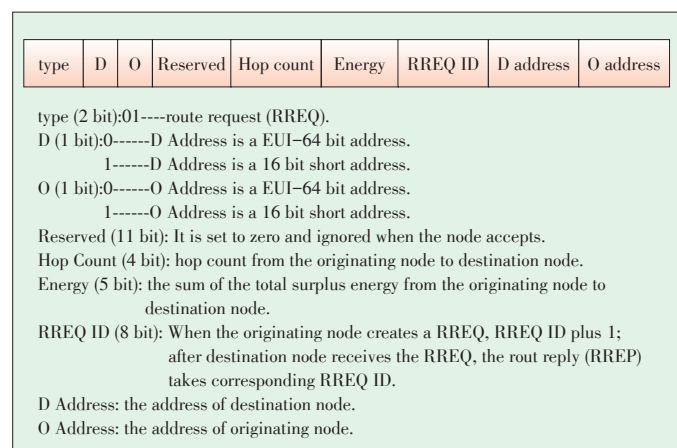 type D O Reserved Hop count Energy RREQ ID D address O address
type (2 bit):01----route request (RREQ).
D (1 bit):0------D Address is a EUI-64 bit address.
1------D Address is a 16 bit short address.
O (1 bit):0------O Address is a EUI-64 bit address.
1------O Address is a 16 bit short address.
Reserved (11 bit): It is set to zero and ignored when the node accepts.
Hop Count (4 bit): hop count from the originating node to destination node.
Energy (5 bit): the sum of the total surplus energy from the originating node to
destination node.
RREQ ID (8 bit): When the originating node creates a RREQ, RREQ ID plus 1;
after destination node receives the RREQ, the rout reply (RREP)
takes corresponding RREQ ID.
D Address: the address of destination node.
O Address: the address of originating node.